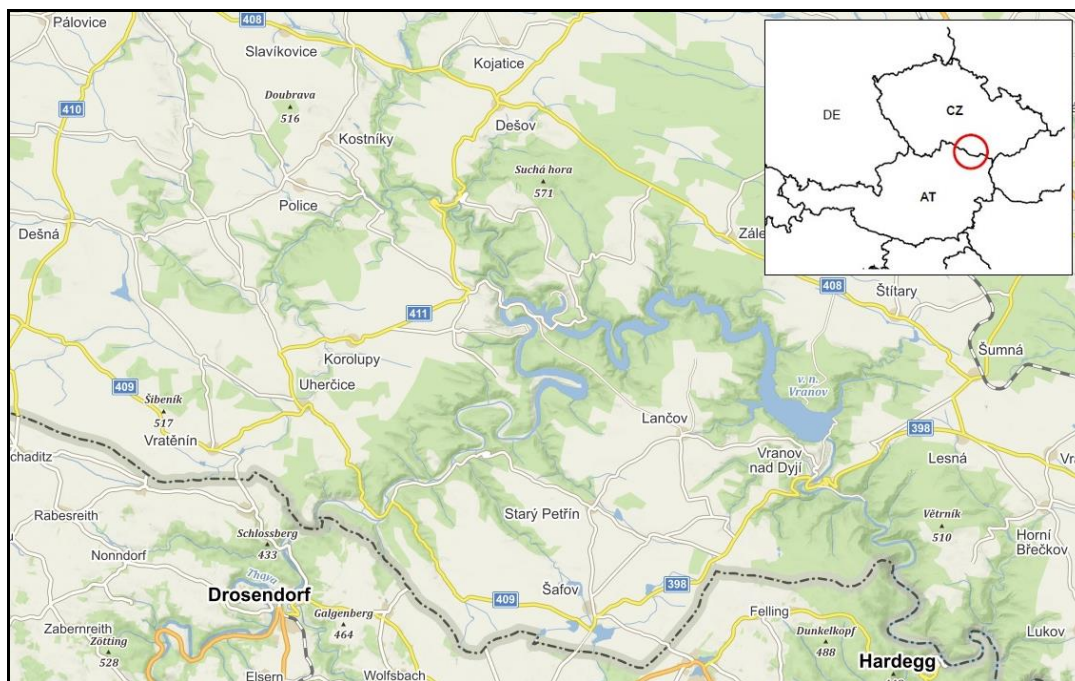 Pálovice
408
Slavíkovice
Kojatice
DE
CZ
AT
410
Doubrava
516
Kostníky
Dešov
Suchá hora
571
Police
Dešná
408
Štítary
411
Šumná
Korolupy
v. n.
Vranov
409
Šibeník
517
Uherčice
Lančov
398
Vratěnín
Vranov
nad Dyjí
Lesná
Rabesreith
Starý Petřín
Větrník
510
Schlossberg
433
Horní
Břečkov
Nonndorf
Thaya
Drosendorf
Šafov
398
409
Galgenberg
464
Felling
Zabernreith
Zötting
528
Dunkelkopf
488
Lukov
Hardegg
Elsern
Wolfsbach